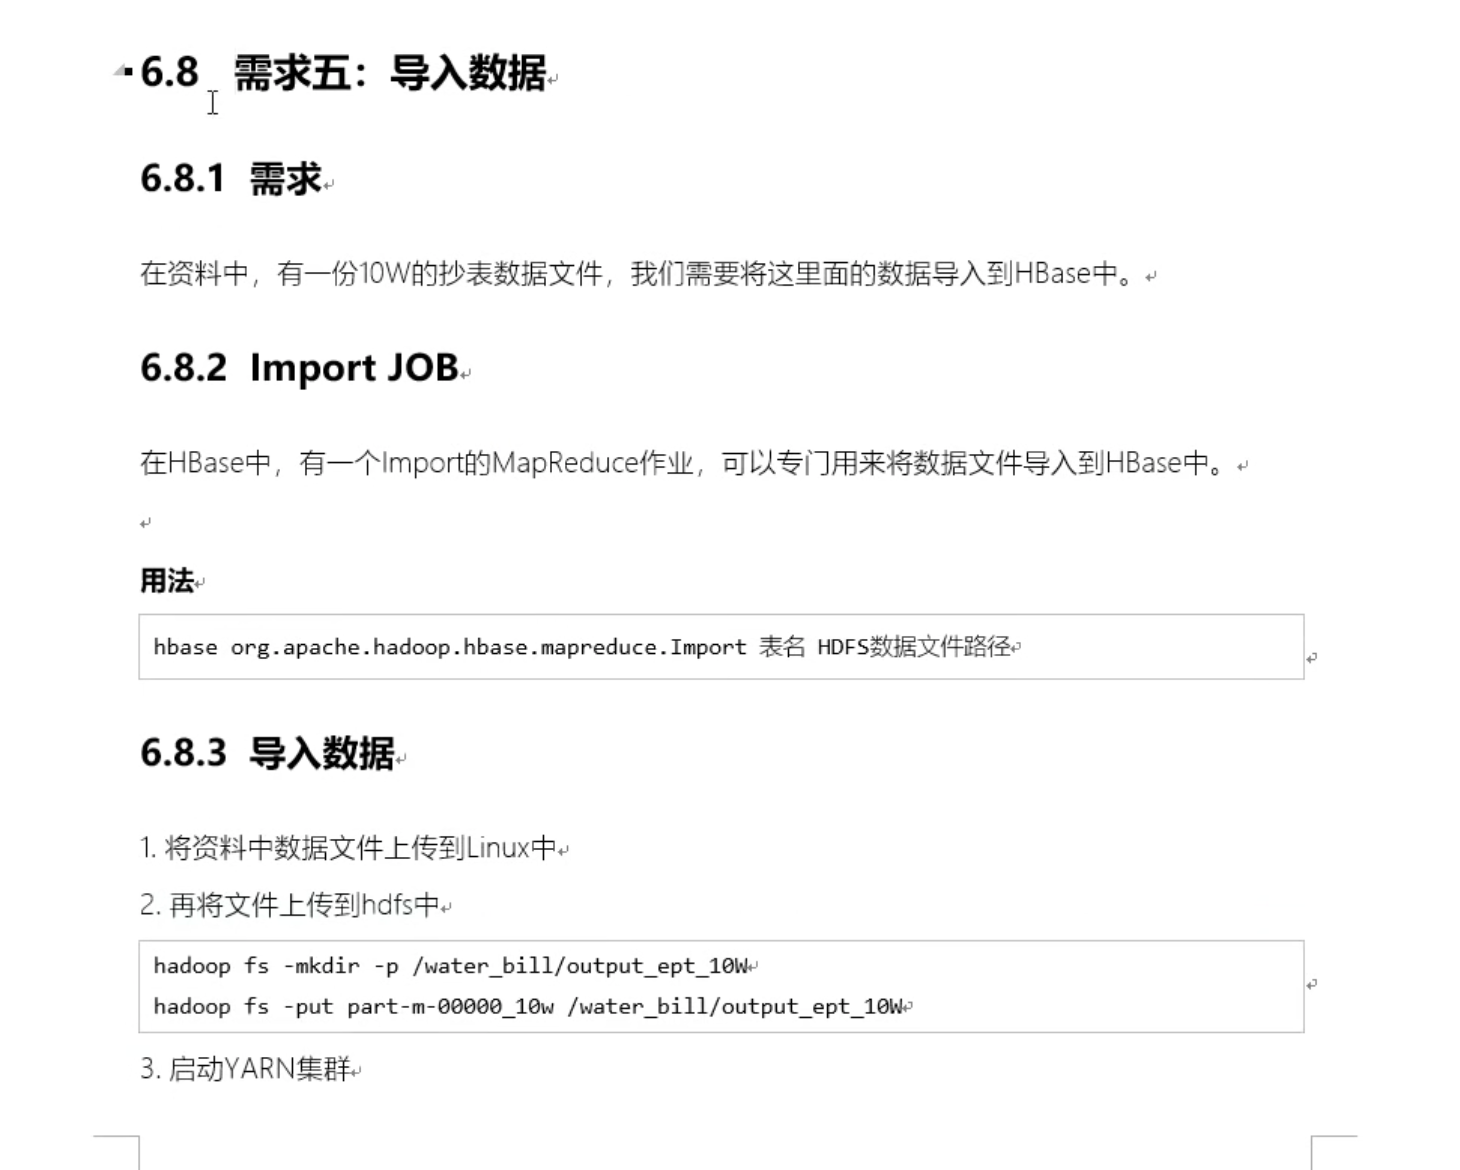 6.8 需求五：导入数据
6.8.1 需求
在资料中，有一份10W的抄表数据文件，我们需要将这里面的数据导入到HBase中。
6.8.2 Import JOB
在HBase中，有一个Import的MapReduce作业，可以专门用来将数据文件导入到HBase中。
用法
hbase org.apache.hadoop.hbase.mapreduce.Import 表名 HDFS数据文件路径
6.8.3 导入数据
1. 将资料中数据文件上传到Linux中
2. 再将文件上传到hdfs中
hadoop fs -mkdir -p /water_bill/output_ept_10W
hadoop fs -put part-m-00000_10w /water_bill/output_ept_10W
3. 启动YARN集群